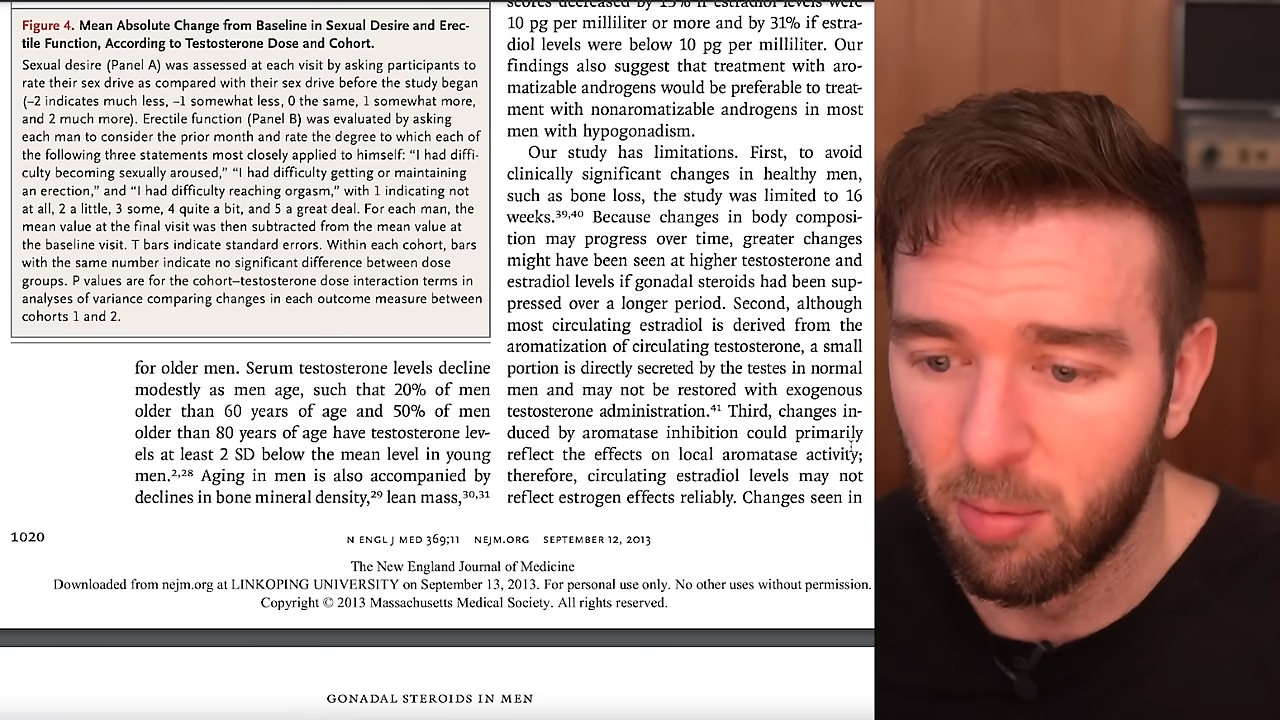 Figure 4. Mean Absolute Change from Baseline in Sexual Desire and Erec-
tile Function, According to Testosterone Dose and Cohort.
Sexual desire (Panel A) was assessed at each visit by asking participants to
rate their sex drive as compared with their sex drive before the study began
(–2 indicates much less, –1 somewhat less, 0 the same, 1 somewhat more,
and 2 much more). Erectile function (Panel B) was evaluated by asking
each man to consider the prior month and rate the degree to which each of
the following three statements most closely applied to himself: “I had diffi-
culty becoming sexually aroused,” “I had difficulty getting or maintaining
an erection,” and “I had difficulty reaching orgasm,” with 1 indicating not
at all, 2 a little, 3 some, 4 quite a bit, and 5 a great deal. For each man, the
mean value at the final visit was then subtracted from the mean value at
the baseline visit. T bars indicate standard errors. Within each cohort, bars
with the same number indicate no significant difference between dose
groups. P values are for the cohort–testosterone dose interaction terms in
analyses of variance comparing changes in each outcome measure between
cohorts 1 and 2.
for older men. Serum testosterone levels decline
modestly as men age, such that 20% of men
older than 60 years of age and 50% of men
older than 80 years of age have testosterone lev-
els at least 2 SD below the mean level in young
men.2,28 Aging in men is also accompanied by
declines in bone mineral density,29 lean mass,30,31
scores decreased by 13% if estradiol levels were
10 pg per milliliter or more and by 31% if estra-
diol levels were below 10 pg per milliliter. Our
findings also suggest that treatment with aro-
matizable androgens would be preferable to treat-
ment with nonaromatizable androgens in most
men with hypogonadism.
Our study has limitations. First, to avoid
clinically significant changes in healthy men,
such as bone loss, the study was limited to 16
weeks.39,40 Because changes in body composi-
tion may progress over time, greater changes
might have been seen at higher testosterone and
estradiol levels if gonadal steroids had been sup-
pressed over a longer period. Second, although
most circulating estradiol is derived from the
aromatization of circulating testosterone, a small
portion is directly secreted by the testes in normal
men and may not be restored with exogenous
testosterone administration.41 Third, changes in-
duced by aromatase inhibition could primarily
reflect the effects on local aromatase activity;
therefore, circulating estradiol levels may not
reflect estrogen effects reliably. Changes seen in
1020
N ENGL J MED 369;11 NEJM.ORG SEPTEMBER 12, 2013
The New England Journal of Medicine
Downloaded from nejm.org at LINKOPING UNIVERSITY on September 13, 2013. For personal use only. No other uses without permission.
Copyright © 2013 Massachusetts Medical Society. All rights reserved.
GONADAL STEROIDS IN MEN